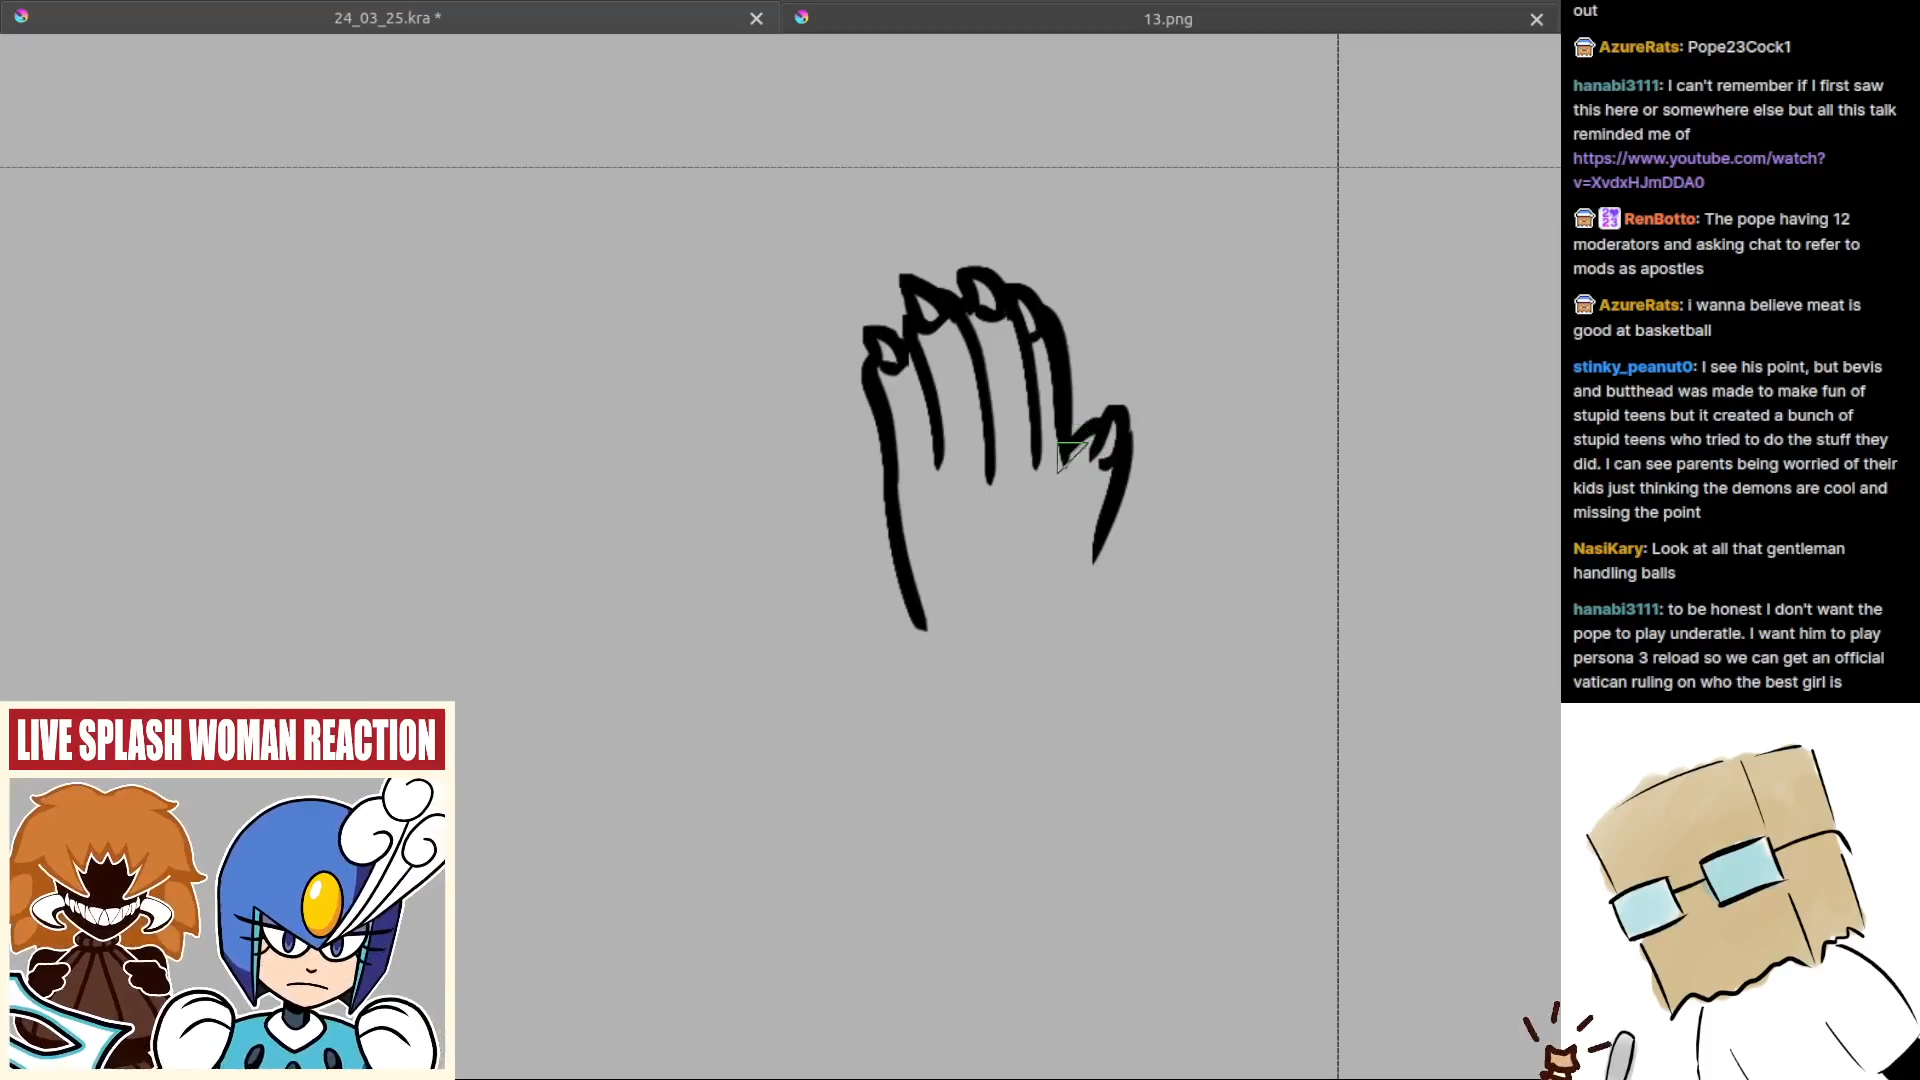 24_03_25.kra *
13.png
out
AzureRats: Pope23Cock1
hanabi3111: I can't remember if I first saw
this here or somewhere else but all this talk
reminded me of
https://www.youtube.com/watch?
v=XvdxHJmDDA0
2 23 RenBotto: The pope having 12
moderators and asking chat to refer to
mods as apostles
AzureRats: i wanna believe meat is
good at basketball
stinky_peanut0: I see his point, but bevis
and butthead was made to make fun of
stupid teens but it created a bunch of
stupid teens who tried to do the stuff they
did. I can see parents being worried of their
kids just thinking the demons are cool and
missing the point
NasiKary: Look at all that gentleman
handling balls
hanabi3111: to be honest I don't want the
pope to play underatle. I want him to play
persona 3 reload so we can get an official
vatican ruling on who the best girl is
LIVE SPLASH WOMAN REACTION